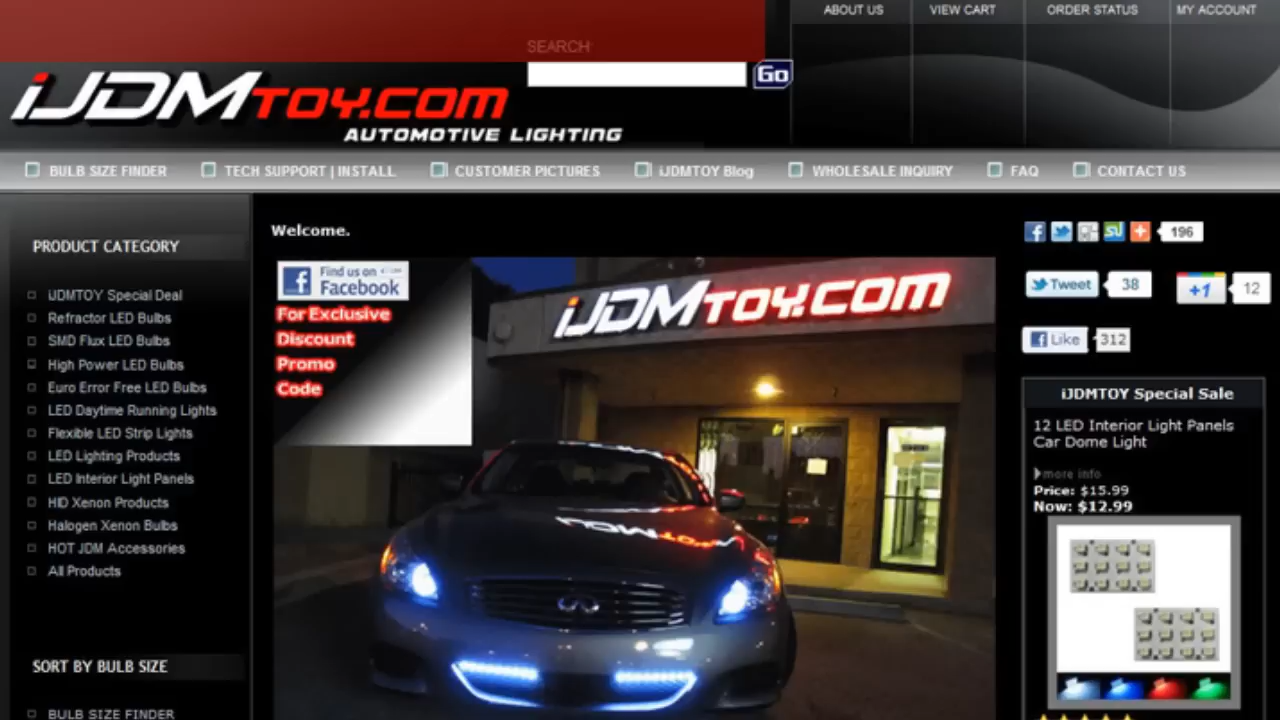 ABOUT US
VIEW CART
ORDER STATUS
MY ACCOUNT
SEARCH
Go
iJDMTOY.COM
AUTOMOTIVE LIGHTING
BULB SIZE FINDER
TECH SUPPORT | INSTALL
CUSTOMER PICTURES
iJDMTOY Blog
WHOLESALE INQUIRY
FAQ
CONTACT US
PRODUCT CATEGORY
iJDMTOY Special Deal
Refractor LED Bulbs
SMD Flux LED Bulbs
High Power LED Bulbs
Euro Error Free LED Bulbs
LED Daytime Running Lights
Flexible LED Strip Lights
LED Lighting Products
LED Interior Light Panels
HID Xenon Products
Halogen Xenon Bulbs
HOT JDM Accessories
All Products
SORT BY BULB SIZE
BULB SIZE FINDER
Welcome.
Find us on
Facebook
For Exclusive
Discount
Promo
Code
iJDMTOY.COM
196
Tweet
38
+1
12
Like
312
iJDMTOY Special Sale
12 LED Interior Light Panels
Car Dome Light
more info
Price: $15.99
Now: $12.99